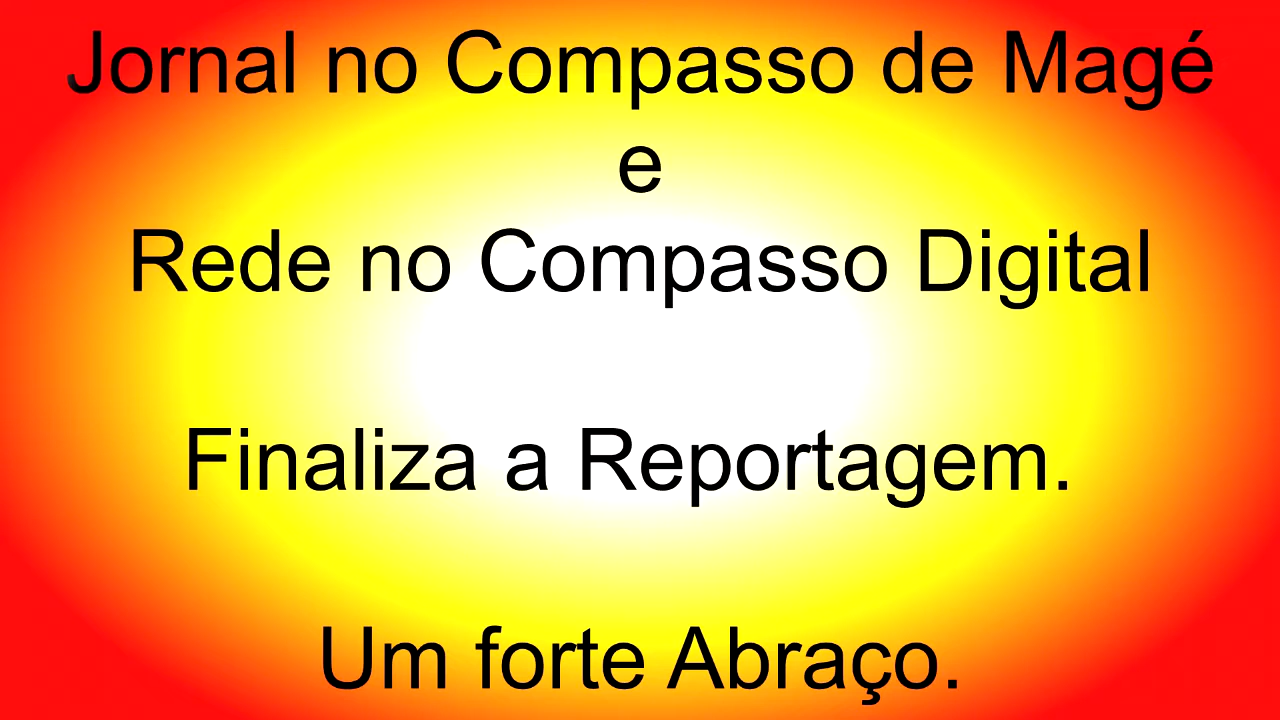 Jornal no Compasso de Magé
e
Rede no Compasso Digital
Finaliza a Reportagem.
Um forte Abraço.